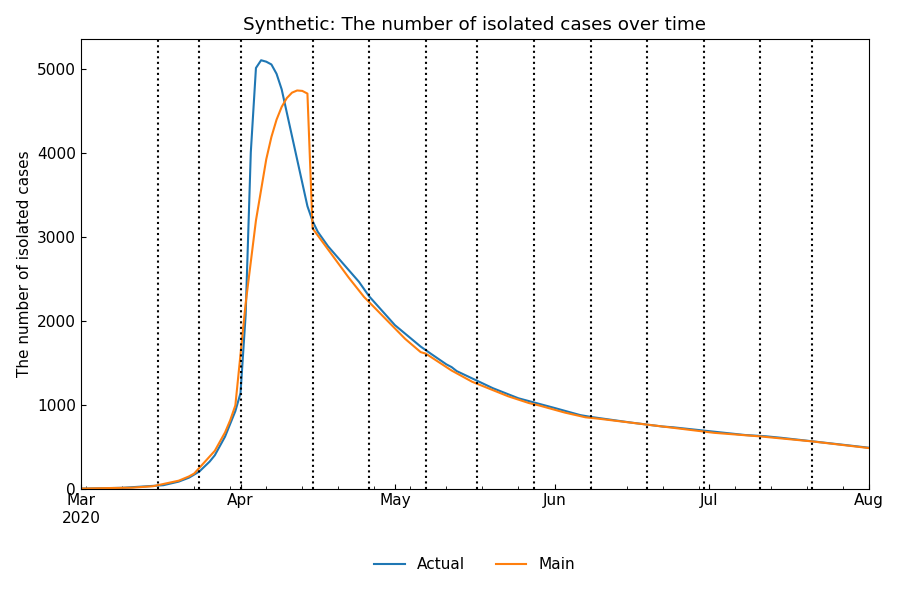 Synthetic: The number of isolated cases over time
The number of isolated cases
5000
4000
3000
2000
1000
0
Mar Apr May Jun Jul Aug
2020
Actual Main